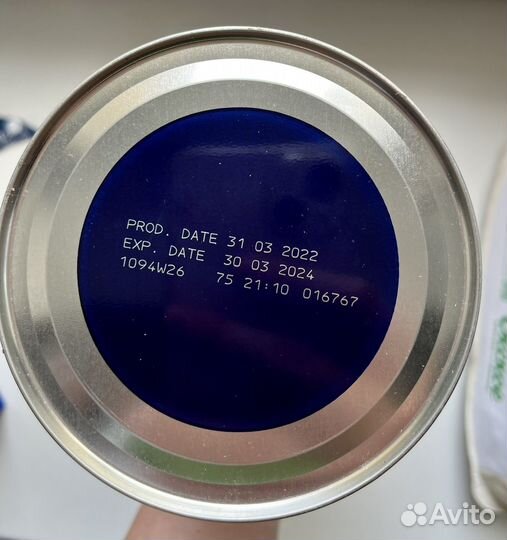 PROD. DATE 31 03 2022
EXP. DATE 30 03 2024
1094W26 75 21:10 016767
Avito